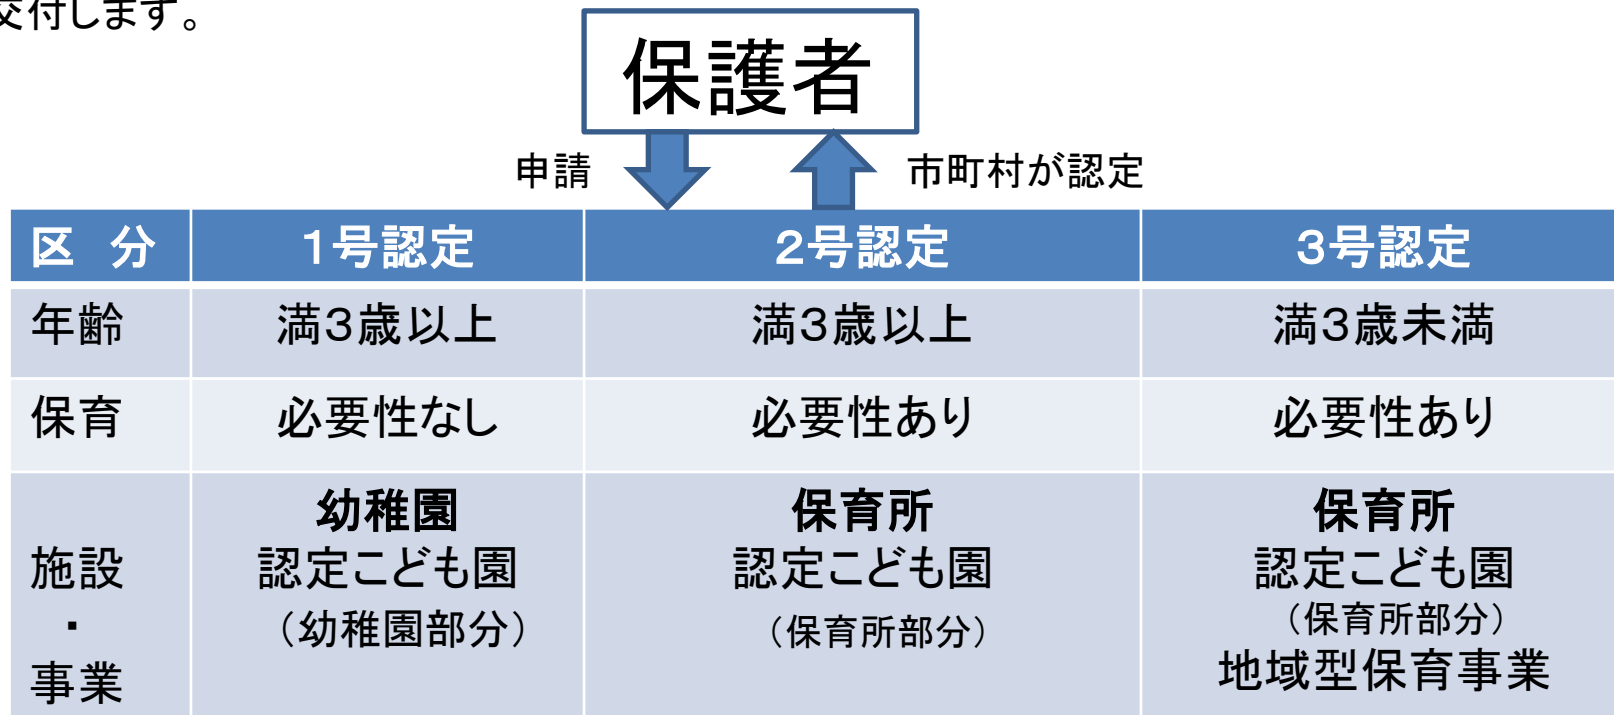 交付します。
保護者
申請
市町村が認定
区　分
１号認定
２号認定
３号認定
年齢
満３歳以上
満３歳以上
満３歳未満
保育
必要性なし
必要性あり
必要性あり
施設
・
事業
幼稚園
認定こども園
（幼稚園部分）
保育所
認定こども園
（保育所部分）
保育所
認定こども園
（保育所部分）
地域型保育事業